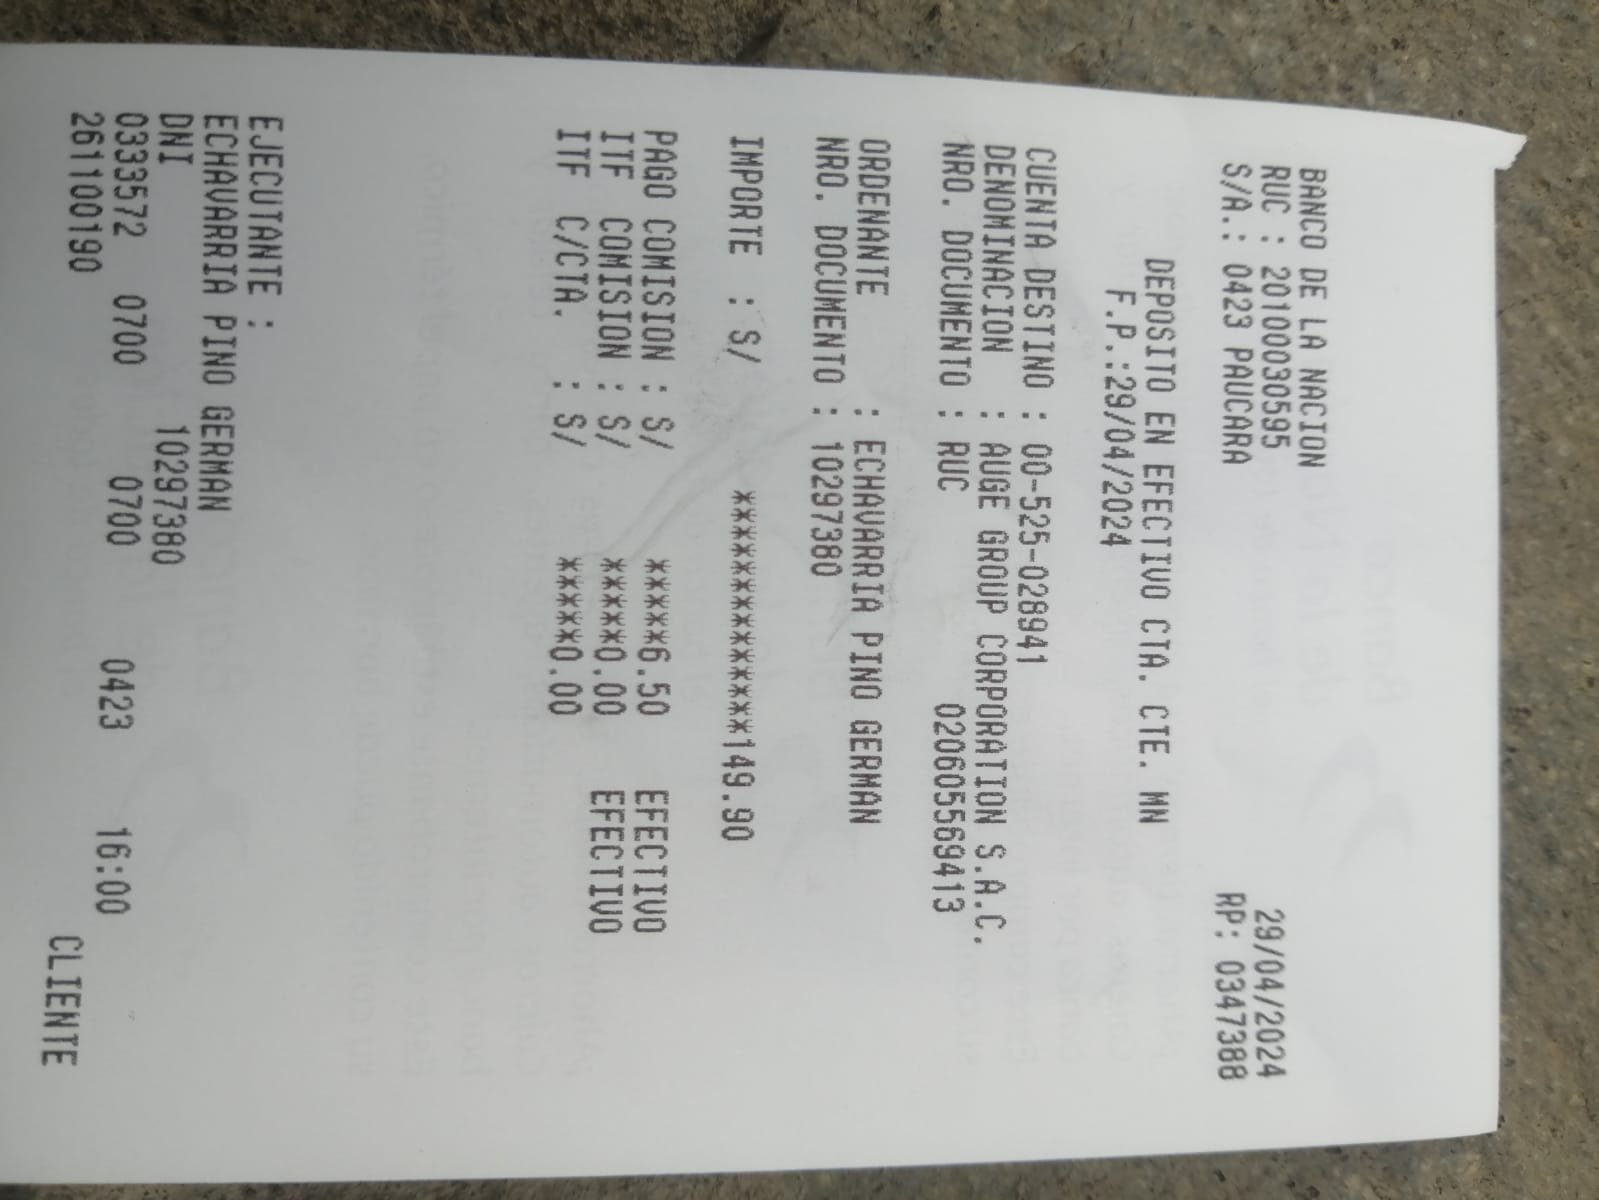 BANCO DE LA NACION
RUC : 20100030595 29/04/2024
S/A.: 0423 PAUCARA RP: 0347388
DEPOSITO EN EFECTIVO CTA. CTE. MN
F.P.:29/04/2024
CUENTA DESTINO : 00-525-028941
DENOMINACION : AUGE GROUP CORPORATION S.A.C.
NRO. DOCUMENTO : RUC 020605569413
ORDENANTE : ECHAVARRIA PINO GERMAN
NRO. DOCUMENTO : 10297380
IMPORTE : S/ ***************149.90
PAGO COMISION : S/ ******6.50 EFECTIVO
ITF COMISION : S/ ******0.00 EFECTIVO
ITF C/CTA. : S/ ******0.00
EJECUTANTE :
ECHAVARRIA PINO GERMAN
DNI 10297380
0333572 0700 0700 0423 16:00
261100190 CLIENTE